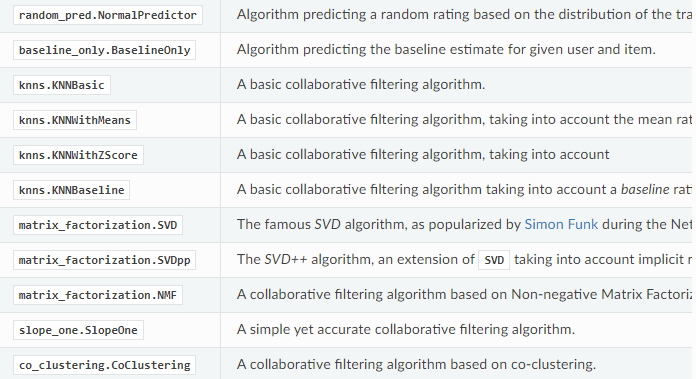 random_pred.NormalPredictor Algorithm predicting a random rating based on the distribution of the
baseline_only.BaselineOnly Algorithm predicting the baseline estimate for given user and item.
knns.KNNBasic A basic collaborative filtering algorithm.
knns.KNNWithMeans A basic collaborative filtering algorithm, taking into account the mean
knns.KNNWithZScore A basic collaborative filtering algorithm, taking into account
knns.KNNBaseline A basic collaborative filtering algorithm taking into account a baseline
matrix_factorization.SVD The famous SVD algorithm, as popularized by Simon Funk during the
matrix_factorization.SVDpp The SVD++ algorithm, an extension of SVD taking into account implicit
matrix_factorization.NMF A collaborative filtering algorithm based on Non-negative Matrix
slope_one.SlopeOne A simple yet accurate collaborative filtering algorithm.
co_clustering.CoClustering A collaborative filtering algorithm based on co-clustering.